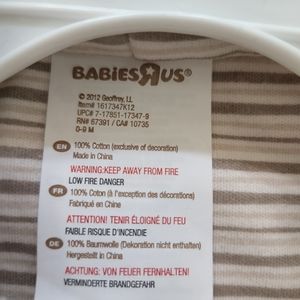 BABIESRUS
© 2012 Geoffrey, LL
Item# 1617347K12
UPC# 7-17851-17347-9
RN# 67391 / CA# 10735
0-9 M
EN 100% Cotton (exclusive of decoration)
Made in China
WARNING:KEEP AWAY FROM FIRE
LOW FIRE DANGER
FR 100% Coton (à l'exception des décorations)
Fabriqué en China
ATTENTION! TENIR ÉLOIGNÉ DU FEU
FAIBLE RISQUE D'INCENDIE
DE 100% Baumwolle (Dekoration nicht enthalten)
Hergestellt in China
ACHTUNG: VON FEUER FERNHALTEN!
VERMINDERTE BRANDGEFAHR